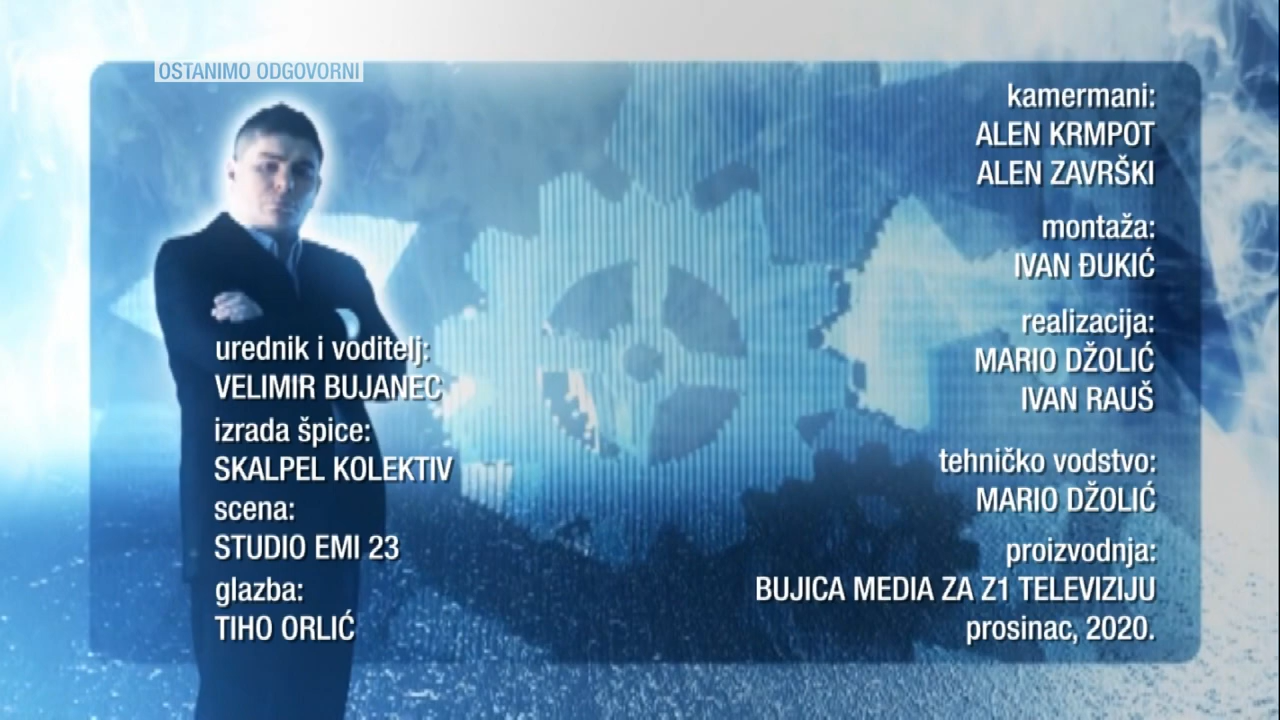 OSTANIMO ODGOVORNI
urednik i voditelj:
VELIMIR BUJANEC
izrada špice:
SKALPEL KOLEKTIV
scena:
STUDIO EMI 23
glazba:
TIHO ORLIĆ
kamermani:
ALEN KRMPOT
ALEN ZAVRŠKI
montaža:
IVAN ĐUKIĆ
realizacija:
MARIO DŽOLIĆ
IVAN RAUŠ
tehničko vodstvo:
MARIO DŽOLIĆ
proizvodnja:
BUJICA MEDIA ZA Z1 TELEVIZIJU
prosinac, 2020.